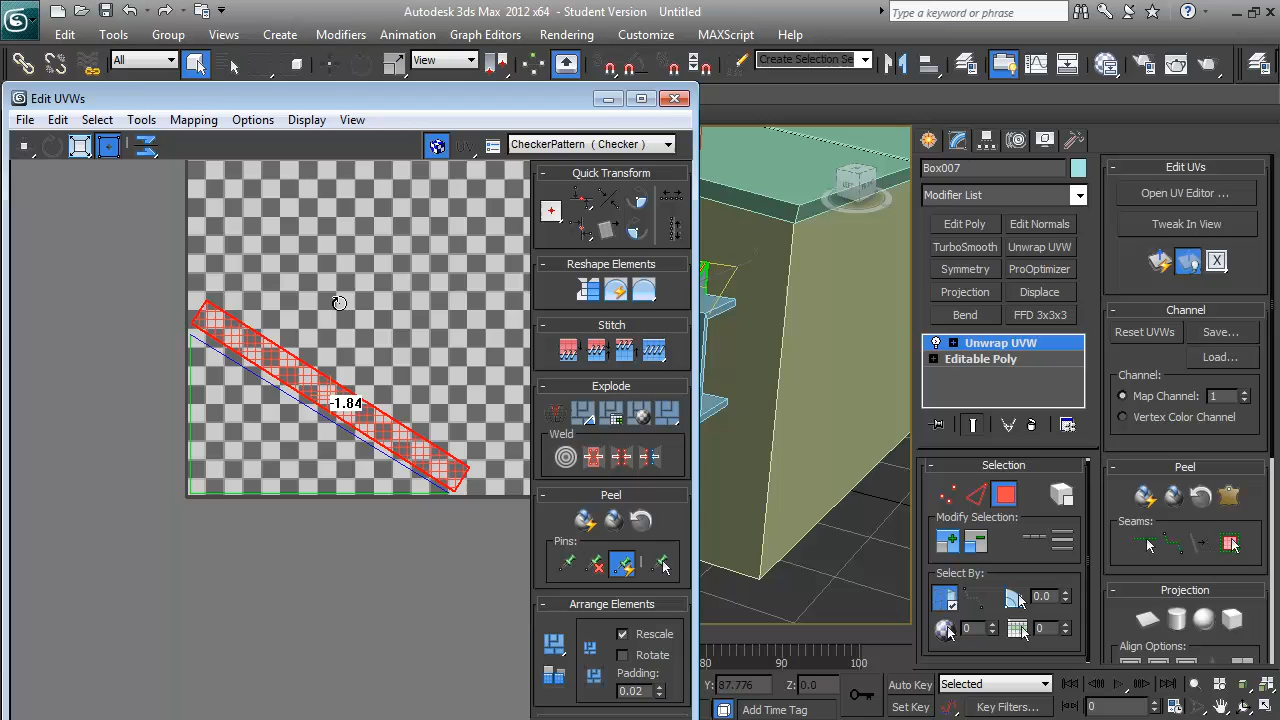 Autodesk 3ds Max 2012 x64 - Student Version Untitled
Type a keyword or phrase
Edit Tools Group Views Create Modifiers Animation Graph Editors Rendering Customize MAXScript Help
All View Create Selection Se
Edit UVWs
File Edit Select Tools Mapping Options Display View
UV CheckerPattern ( Checker )
-1.84
Quick Transform
Reshape Elements
Stitch
Explode
Weld
Peel
Pins:
Arrange Elements
Rescale
Rotate
Padding:
0.02
80 90 100
Y: 87.776 Z: 0.0
Add Time Tag
Auto Key Selected
Set Key Key Filters...
0
Box007
Modifier List
Edit Poly Edit Normals
TurboSmooth Unwrap UVW
Symmetry ProOptimizer
Projection Displace
Bend FFD 3x3x3
Unwrap UVW
Editable Poly
Selection
Modify Selection:
Select By:
0.0
0 0
Edit UVs
Open UV Editor ...
Tweak In View
X
Channel
Reset UVWs Save...
Load...
Channel:
Map Channel: 1
Vertex Color Channel
Peel
Seams:
Projection
Align Options: